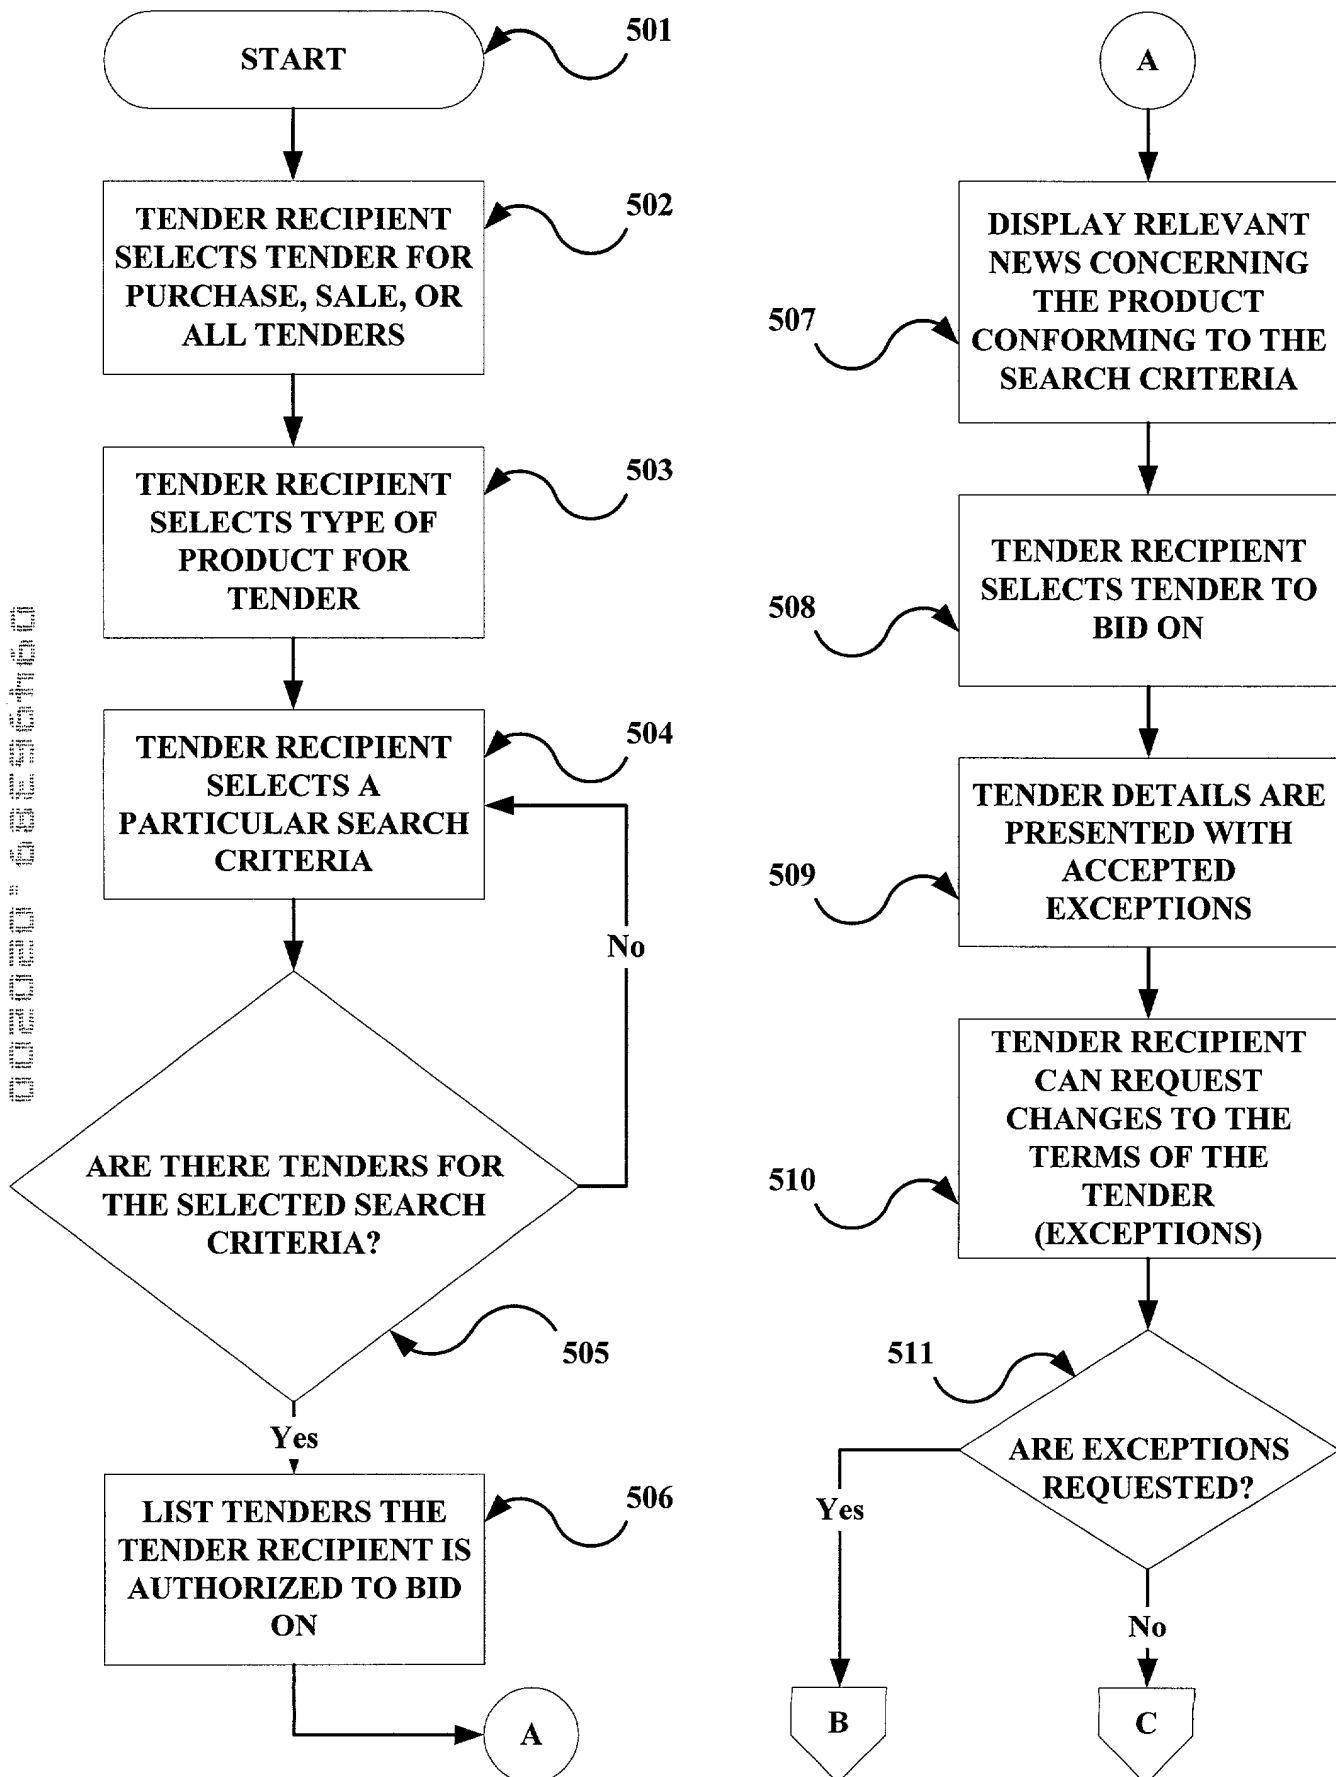 START
501
TENDER RECIPIENT
SELECTS TENDER FOR
PURCHASE, SALE, OR
ALL TENDERS
502
TENDER RECIPIENT
SELECTS TYPE OF
PRODUCT FOR
TENDER
503
TENDER RECIPIENT
SELECTS A
PARTICULAR SEARCH
CRITERIA
504
No
ARE THERE TENDERS FOR
THE SELECTED SEARCH
CRITERIA?
505
Yes
LIST TENDERS THE
TENDER RECIPIENT IS
AUTHORIZED TO BID
ON
506
A
A
DISPLAY RELEVANT
NEWS CONCERNING
THE PRODUCT
CONFORMING TO THE
SEARCH CRITERIA
507
TENDER RECIPIENT
SELECTS TENDER TO
BID ON
508
TENDER DETAILS ARE
PRESENTED WITH
ACCEPTED
EXCEPTIONS
509
TENDER RECIPIENT
CAN REQUEST
CHANGES TO THE
TERMS OF THE
TENDER
(EXCEPTIONS)
510
511
ARE EXCEPTIONS
REQUESTED?
Yes
No
B
C